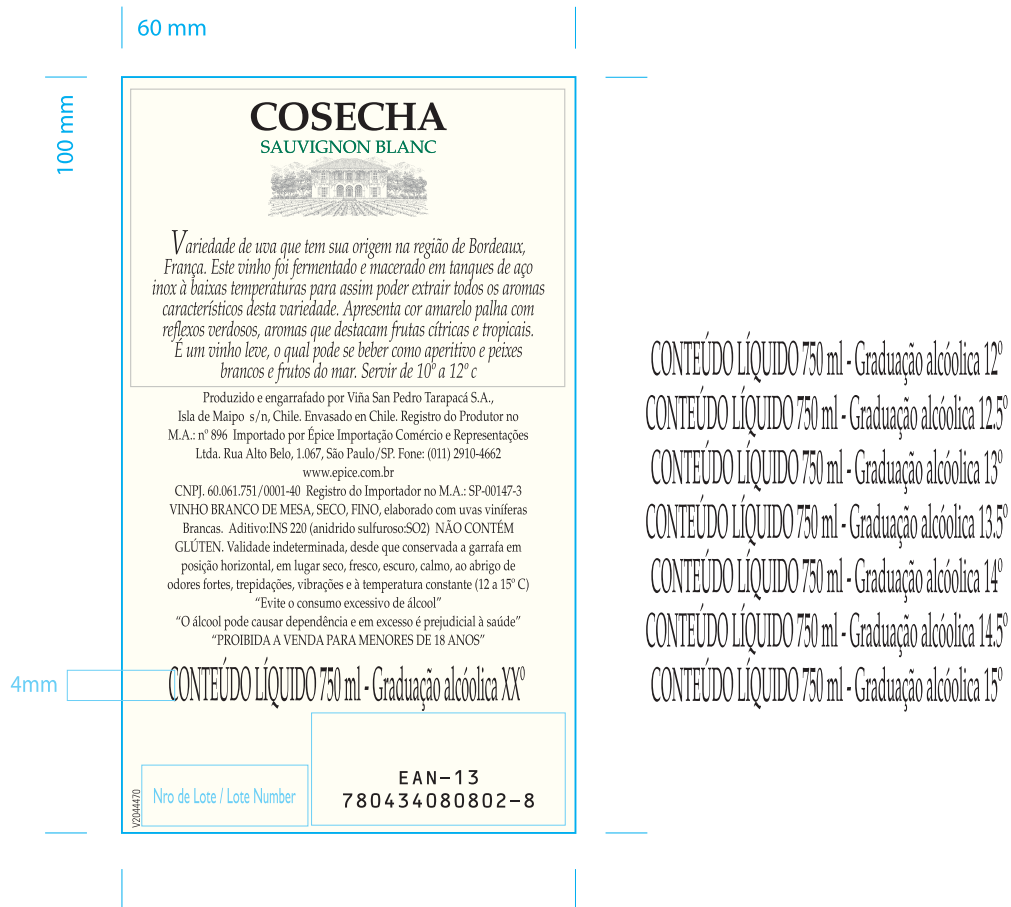 60 mm
100 mm
COSECHA
SAUVIGNON BLANC
Variedade de uva que tem sua origem na região de Bordeaux,
França. Este vinho foi fermentado e macerado em tanques de aço
inox à baixas temperaturas para assim poder extrair todos os aromas
característicos desta variedade. Apresenta cor amarelo palha com
reflexos verdosos, aromas que destacam frutas cítricas e tropicais.
É um vinho leve, o qual pode se beber como aperitivo e peixes
brancos e frutos do mar. Servir de 10º a 12º c
Produzido e engarrafado por Viña San Pedro Tarapacá S.A.,
Isla de Maipo s/n, Chile. Envasado en Chile. Registro do Produtor no
M.A.: nº 896 Importado por Épice Importação Comércio e Representações
Ltda. Rua Alto Belo, 1.067, São Paulo/SP. Fone: (011) 2910-4662
www.epice.com.br
CNPJ. 60.061.751/0001-40 Registro do Importador no M.A.: SP-00147-3
VINHO BRANCO DE MESA, SECO, FINO, elaborado com uvas viníferas
Brancas. Aditivo:INS 220 (anidrido sulfuroso:SO2) NÃO CONTÉM
GLÚTEN. Validade indeterminada, desde que conservada a garrafa em
posição horizontal, em lugar seco, fresco, escuro, calmo, ao abrigo de
odores fortes, trepidações, vibrações e à temperatura constante (12 a 15º C)
“Evite o consumo excessivo de álcool”
“O álcool pode causar dependência e em excesso é prejudicial à saúde”
“PROIBIDA A VENDA PARA MENORES DE 18 ANOS”
4mm
CONTEÚDO LÍQUIDO 750 ml - Graduação alcóolica XXº
EAN-13
780434080802-8
Nro de Lote / Lote Number
V2044470
CONTEÚDO LÍQUIDO 750 ml - Graduação alcóolica 12º
CONTEÚDO LÍQUIDO 750 ml - Graduação alcóolica 12.5º
CONTEÚDO LÍQUIDO 750 ml - Graduação alcóolica 13º
CONTEÚDO LÍQUIDO 750 ml - Graduação alcóolica 13.5º
CONTEÚDO LÍQUIDO 750 ml - Graduação alcóolica 14º
CONTEÚDO LÍQUIDO 750 ml - Graduação alcóolica 14.5º
CONTEÚDO LÍQUIDO 750 ml - Graduação alcóolica 15º